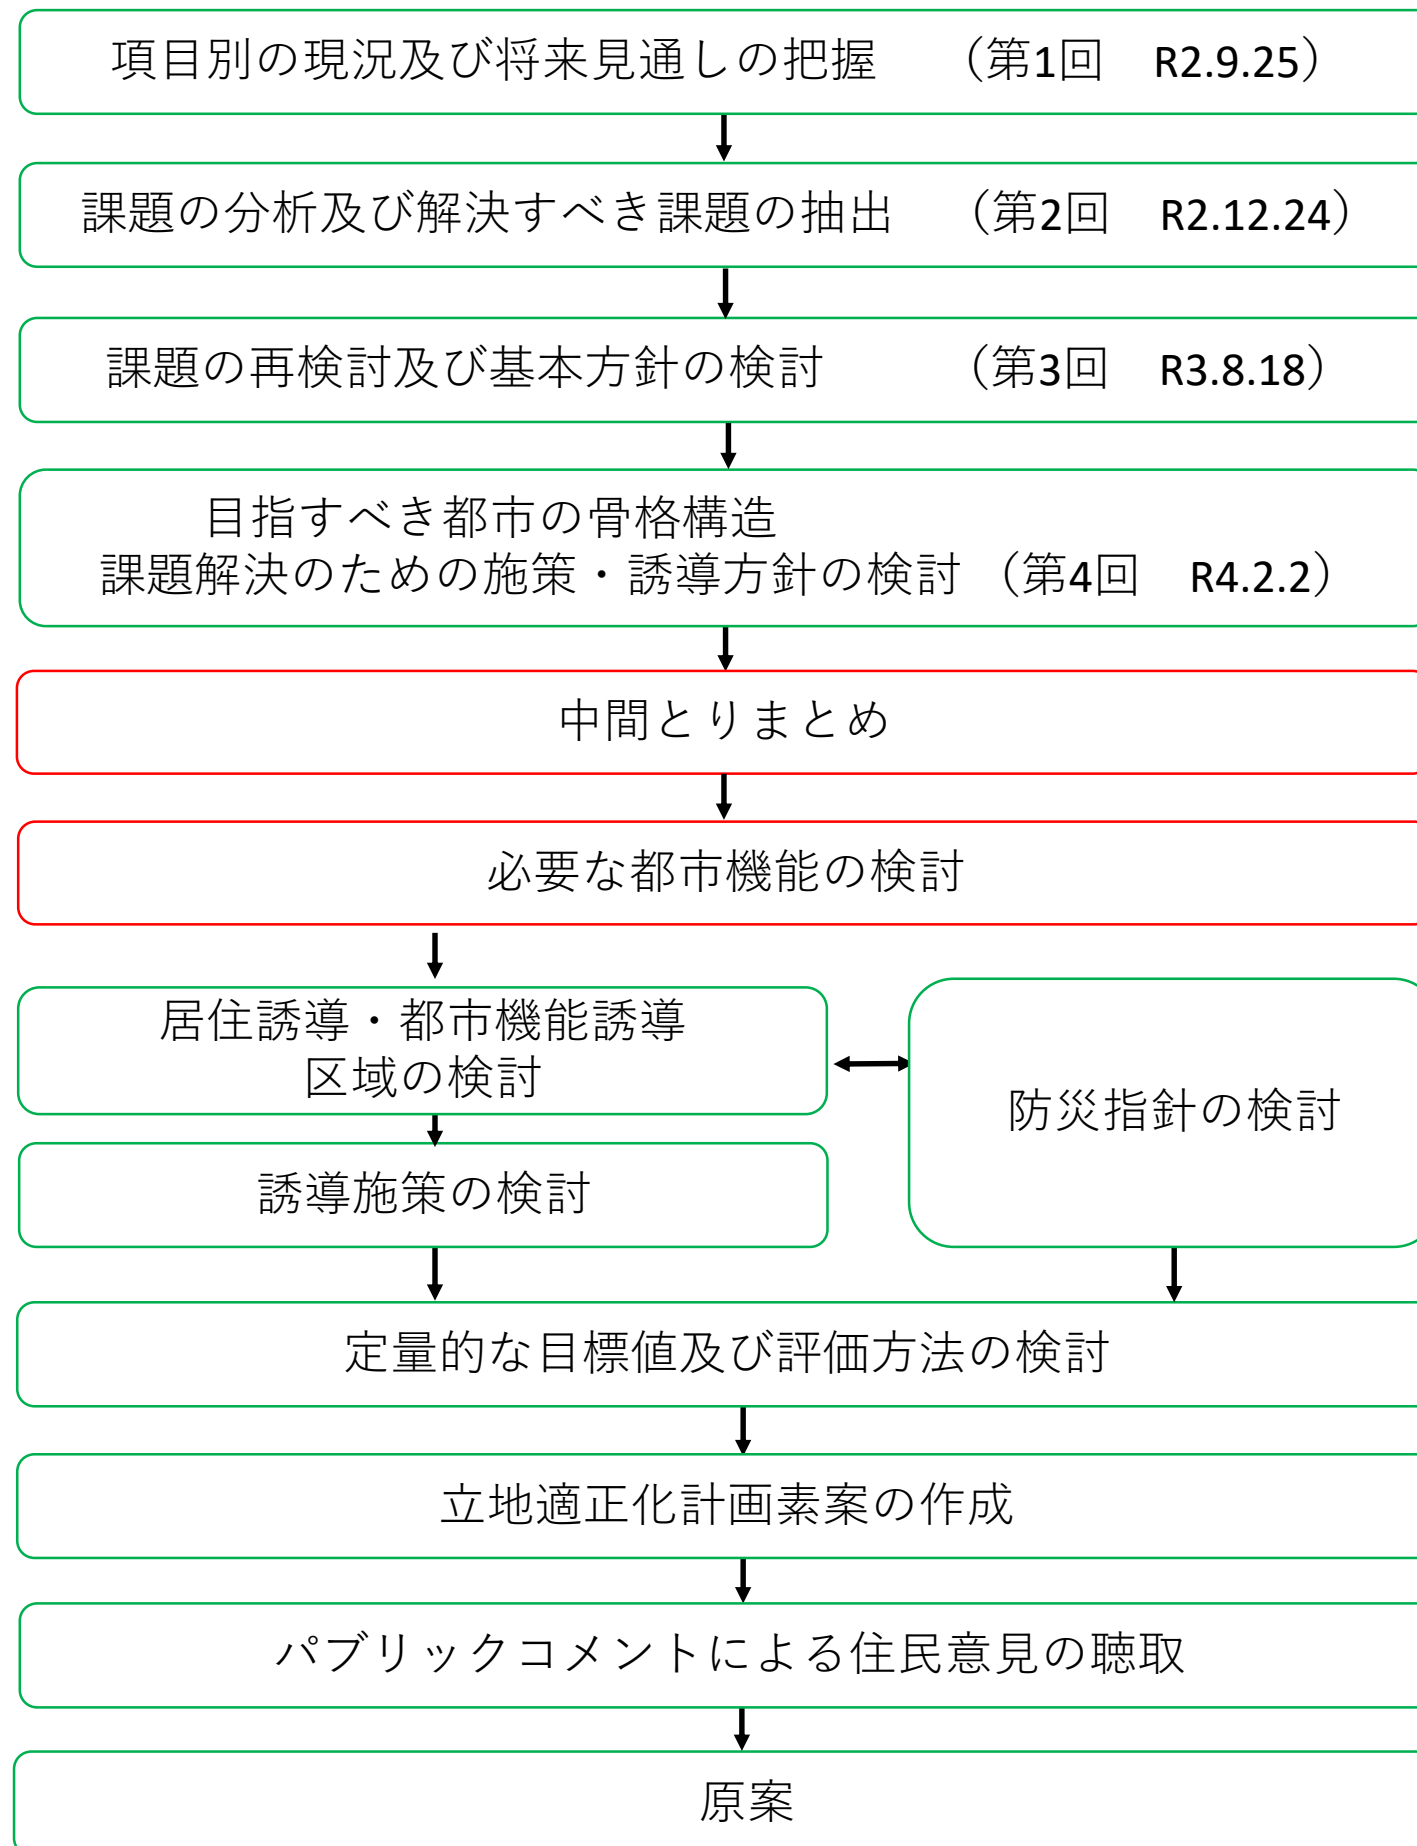 項目別の現況及び将来見通しの把握　（第1回　R2.9.25）
課題の分析及び解決すべき課題の抽出　（第2回　R2.12.24）
課題の再検討及び基本方針の検討　（第3回　R3.8.18）
目指すべき都市の骨格構造
課題解決のための施策・誘導方針の検討　（第4回　R4.2.2）
中間とりまとめ
必要な都市機能の検討
居住誘導・都市機能誘導
区域の検討
防災指針の検討
誘導施策の検討
定量的な目標値及び評価方法の検討
立地適正化計画素案の作成
パブリックコメントによる住民意見の聴取
原案